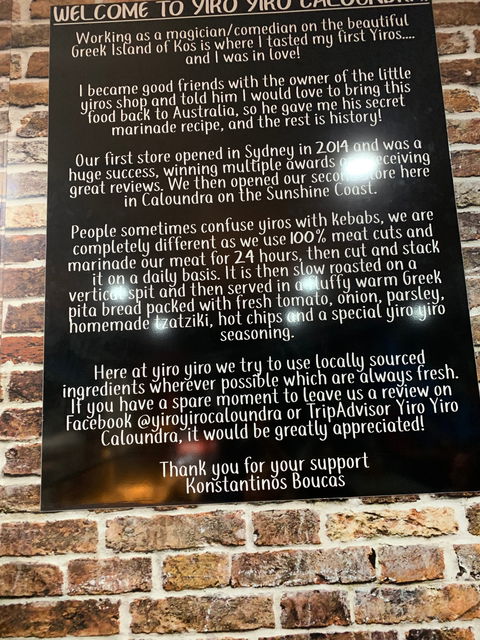 WELCOME TO YIRO YIRO CALOUNDRA!
Working as a magician/comedian on the beautiful
Greek Island of Kos is where I tasted my first Yiros....
and I was in love!
I became good friends with the owner of the little
yiros shop and told him I would love to bring this
food back to Australia, so he gave me his secret
marinade recipe, and the rest is history!
Our first store opened in Sydney in 2014 and was a
huge success, winning multiple awards receiving
great reviews. We then opened our second store here
in Caloundra on the Sunshine Coast.
People sometimes confuse yiros with kebabs, we are
completely different as we use 100% meat cuts and
marinade our meat for 24 hours, then cut and stack
it on a daily basis. It is then slow roasted on a
vertical spit and then served in a fluffy warm Greek
pita bread packed with fresh tomato, onion, parsley,
homemade tzatziki, hot chips and a special yiro yiro
seasoning.
Here at yiro yiro we try to use locally sourced
ingredients wherever possible which are always fresh.
If you have a spare moment to leave us a review on
Facebook @yiroyirocaloundra or TripAdvisor Yiro Yiro
Caloundra, it would be greatly appreciated!
Thank you for your support
Konstantinos Boucas